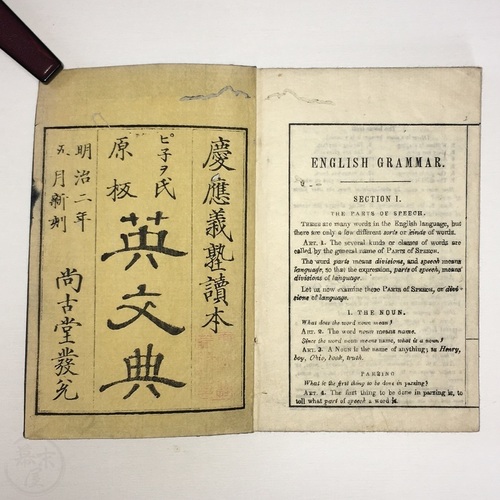 慶應義塾讀本
ピ子ヲ氏
原板
英文典
明治二年
五月新刻
尚古堂發兌
ENGLISH GRAMMAR.
SECTION I.
THE PARTS OF SPEECH.
THERE are many words in the English language, but
there are only a few different sorts or kinds of words.
ART. 1. The several kinds or classes of words are
called by the general name of PARTS OF SPEECH.
The word parts means divisions, and speech means
language, so that the expression, parts of speech, means
divisions of language.
Let us now examine these PARTS OF SPEECH, or divi-
sions of language.
1. THE NOUN.
What does the word noun mean?
ART. 2. The word noun means name.
Since the word noun means name, what is a noun?
ART. 3. A NOUN is the name of anything; as Henry,
boy, Ohio, book, truth.
PARSING
What is the first thing to be done in parsing?
ART. 4. The first thing to be done in parsing is, to
tell what part of speech a word is.